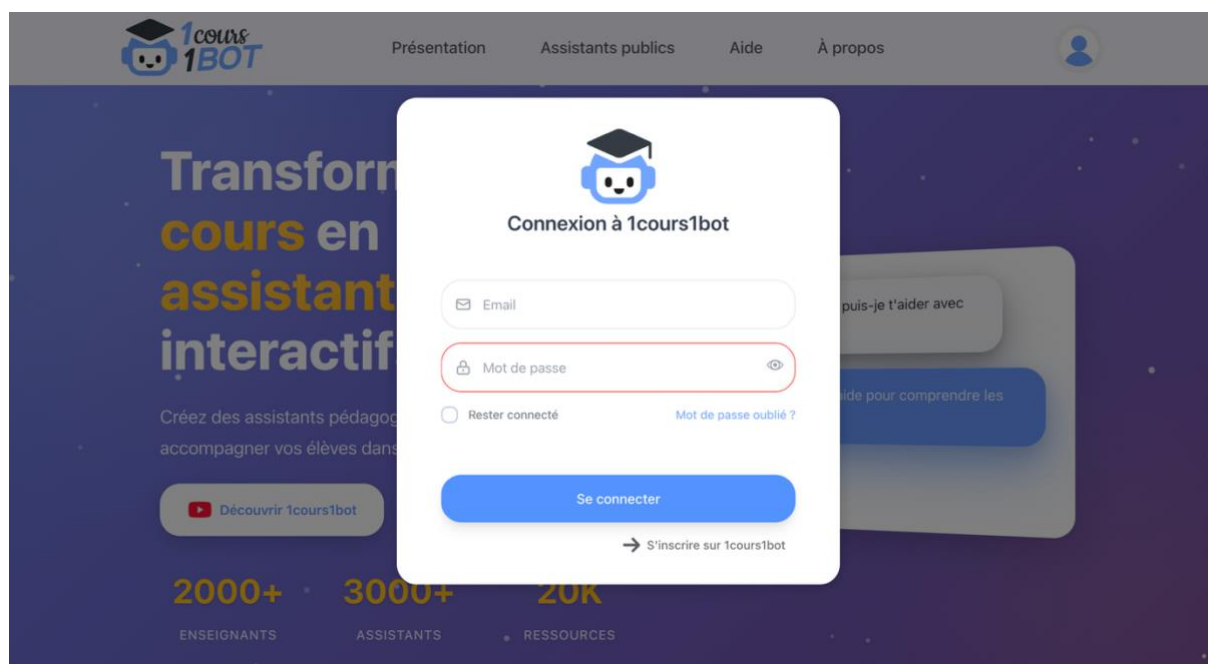 1cours
1BOT
Présentation
Assistants publics
Aide
À propos
Transform
cours en
assistant
interactif
Créez des assistants pédagog
accompagner vos élèves dans
Découvrir 1cours1bot
2000+
3000+
20K
ENSEIGNANTS
ASSISTANTS
RESSOURCES
Connexion à 1cours1bot
Email
Mot de passe
Rester connecté
Mot de passe oublié ?
Se connecter
S'inscrire sur 1cours1bot
puis-je t'aider avec
aide pour comprendre les